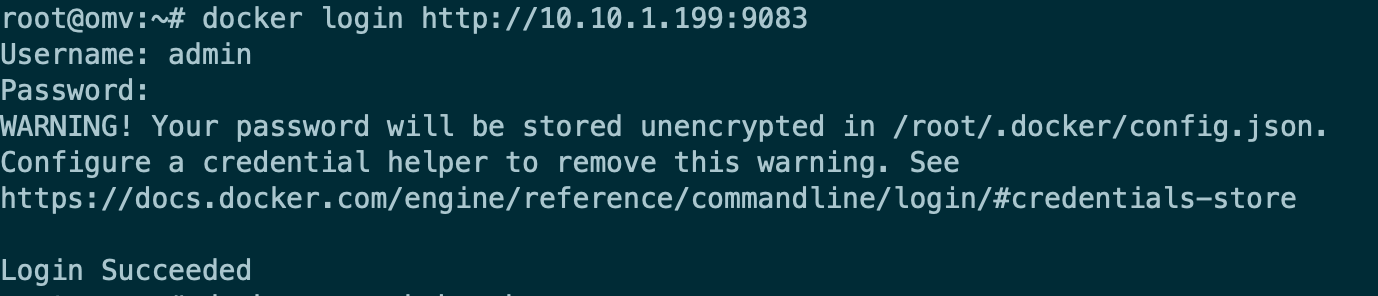 root@omv:~# docker login http://10.10.1.199:9083
Username: admin
Password:
WARNING! Your password will be stored unencrypted in /root/.docker/config.json.
Configure a credential helper to remove this warning. See
https://docs.docker.com/engine/reference/commandline/login/#credentials-store
Login Succeeded